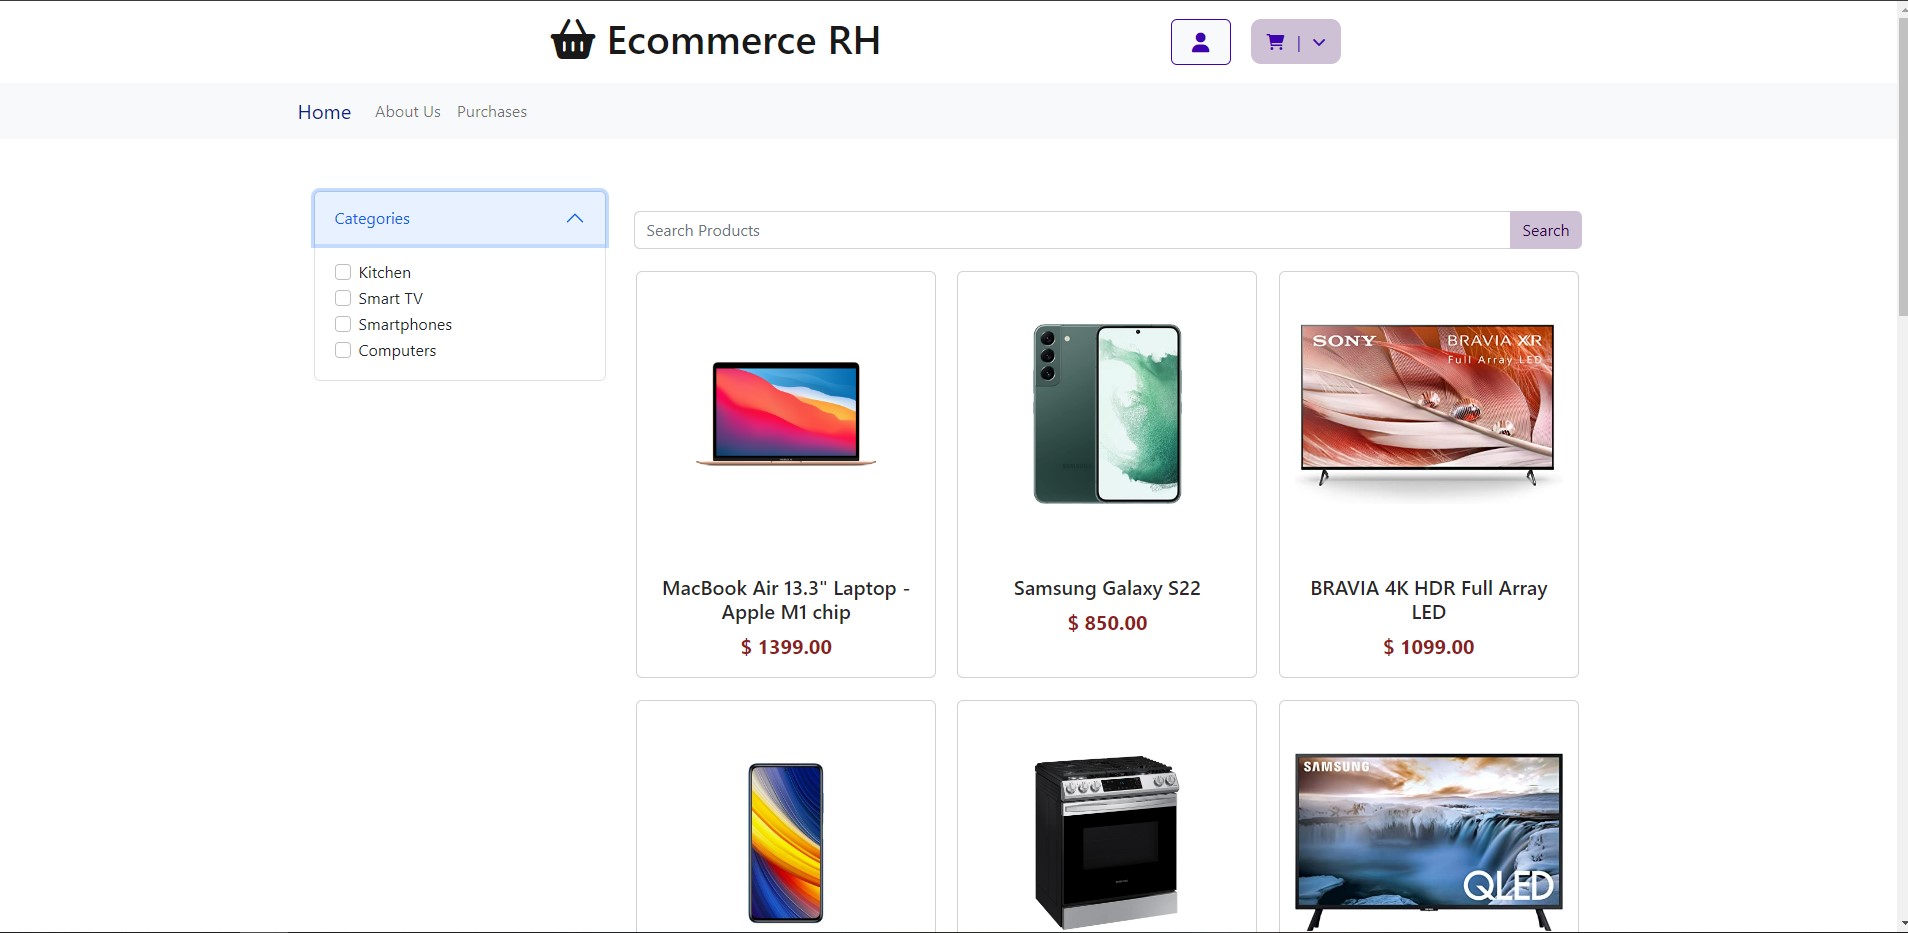 Ecommerce RH
|
Home About Us Purchases
Categories
Kitchen
Smart TV
Smartphones
Computers
Search Products Search
SONY BRAVIA XR
Full Array LED
MacBook Air 13.3" Laptop -
Apple M1 chip
$ 1399.00
Samsung Galaxy S22
$ 850.00
BRAVIA 4K HDR Full Array
LED
$ 1099.00
SAMSUNG
QLED